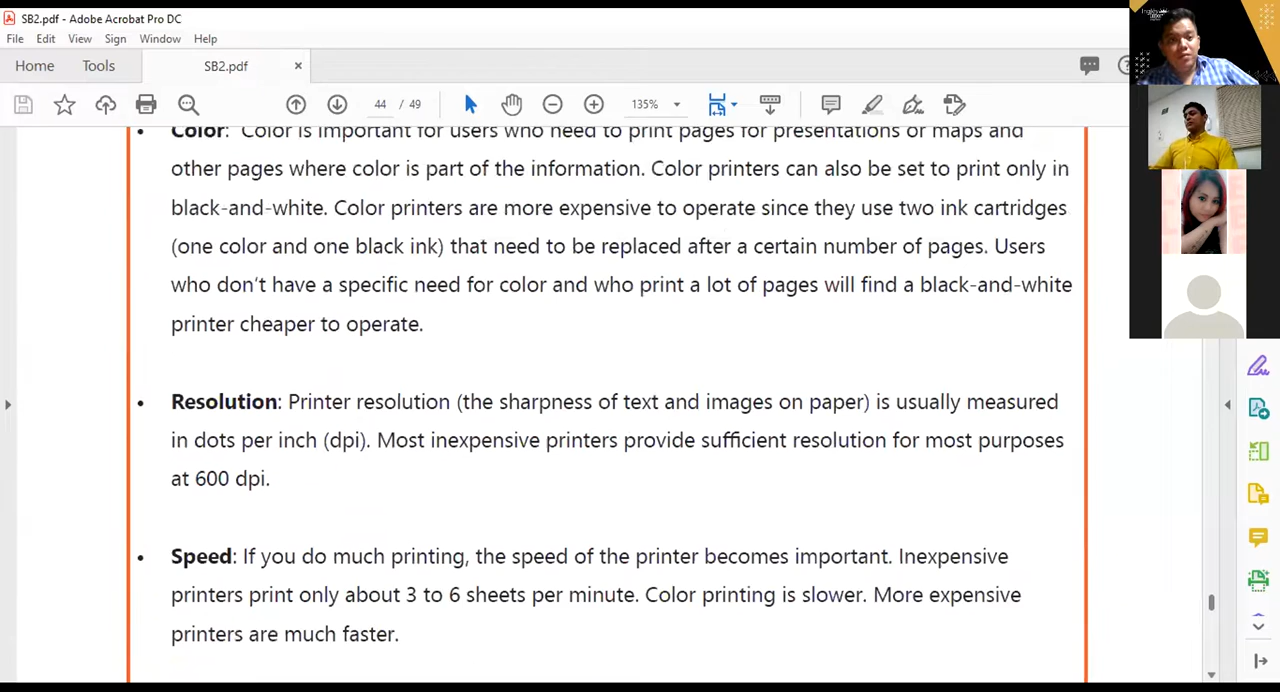 SB2.pdf - Adobe Acrobat Pro DC
File Edit View Sign Window Help
Home Tools SB2.pdf ×
44 / 49 135%
• Color: Color is important for users who need to print pages for presentations or maps and
other pages where color is part of the information. Color printers can also be set to print only in
black-and-white. Color printers are more expensive to operate since they use two ink cartridges
(one color and one black ink) that need to be replaced after a certain number of pages. Users
who don't have a specific need for color and who print a lot of pages will find a black-and-white
printer cheaper to operate.
• Resolution: Printer resolution (the sharpness of text and images on paper) is usually measured
in dots per inch (dpi). Most inexpensive printers provide sufficient resolution for most purposes
at 600 dpi.
• Speed: If you do much printing, the speed of the printer becomes important. Inexpensive
printers print only about 3 to 6 sheets per minute. Color printing is slower. More expensive
printers are much faster.